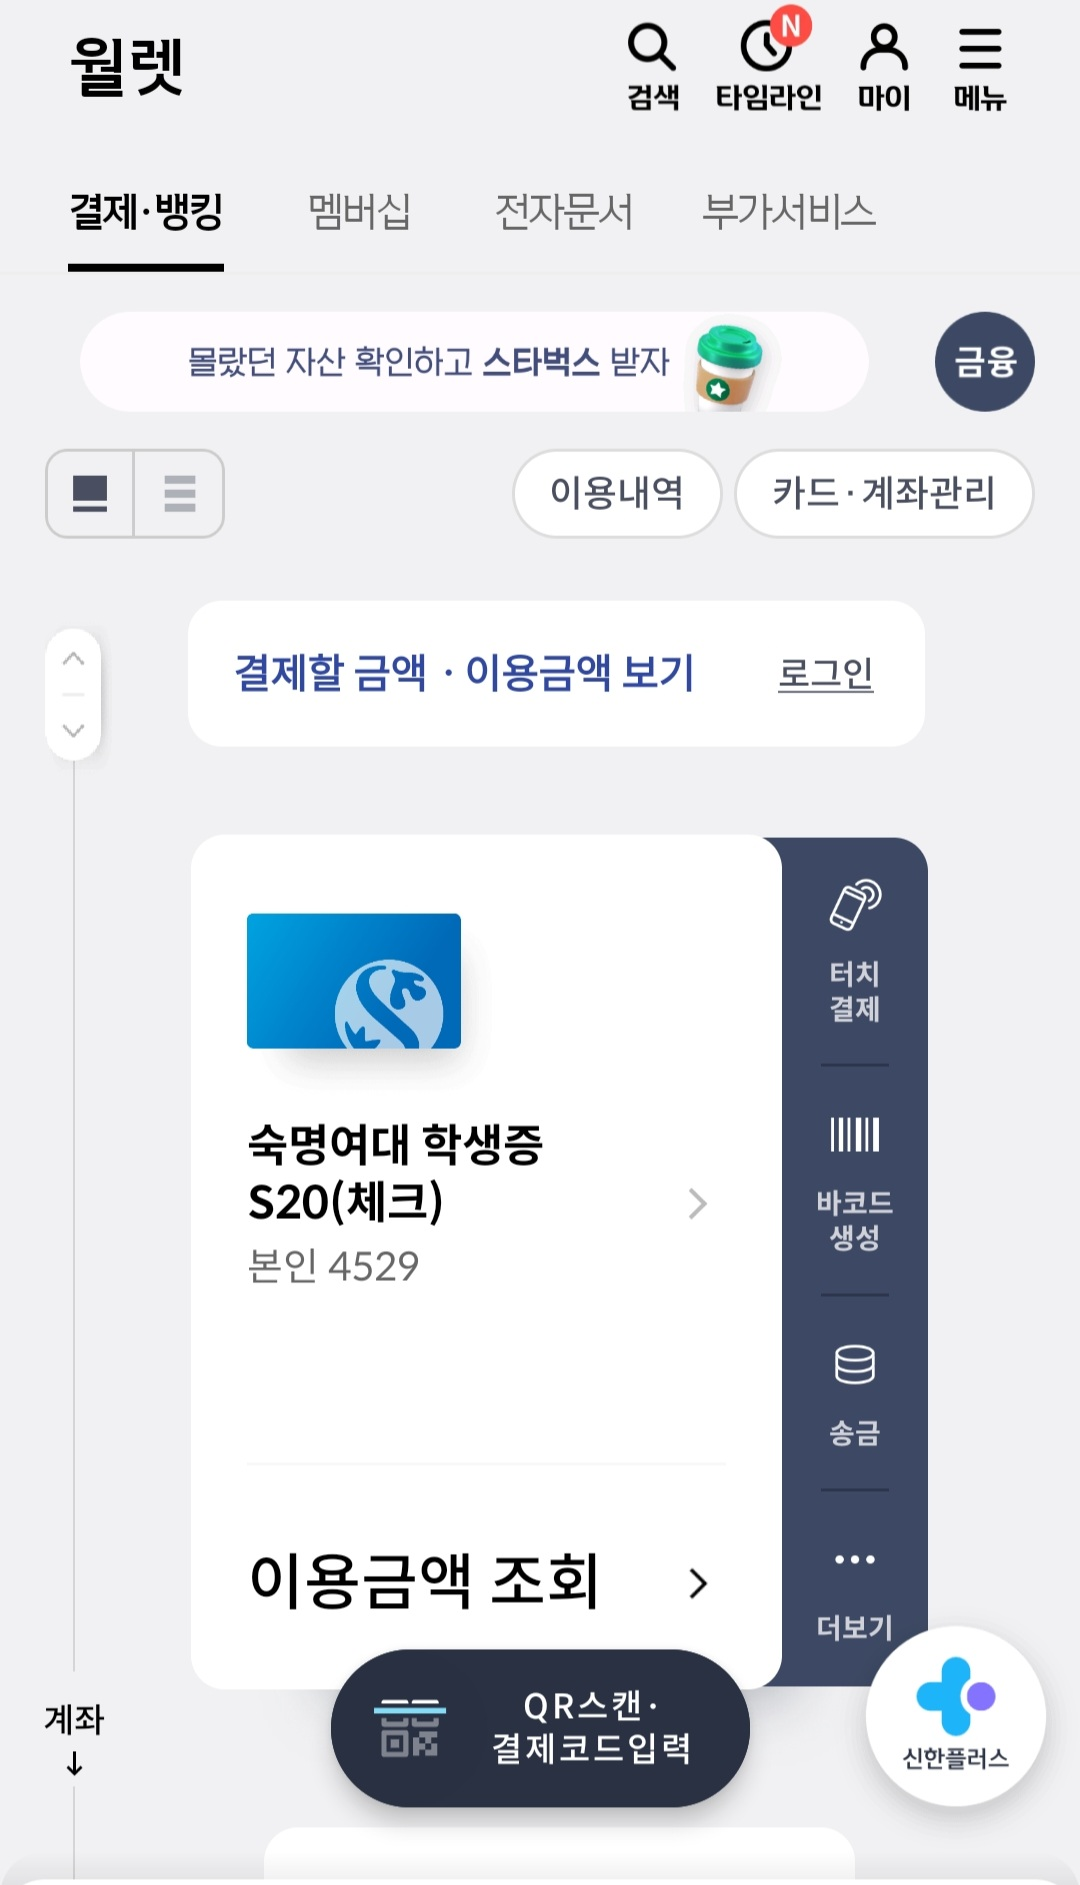 월렛
N
검색
타임라인
마이
메뉴
결제·뱅킹
멤버십
전자문서
부가서비스
몰랐던 자산 확인하고 스타벅스 받자
금융
이용내역
카드·계좌관리
결제할 금액 · 이용금액 보기
로그인
터치
결제
숙명여대 학생증
S20(체크)
본인 4529
바코드
생성
송금
이용금액 조회
더보기
QR스캔·
결제코드입력
계좌
신한플러스